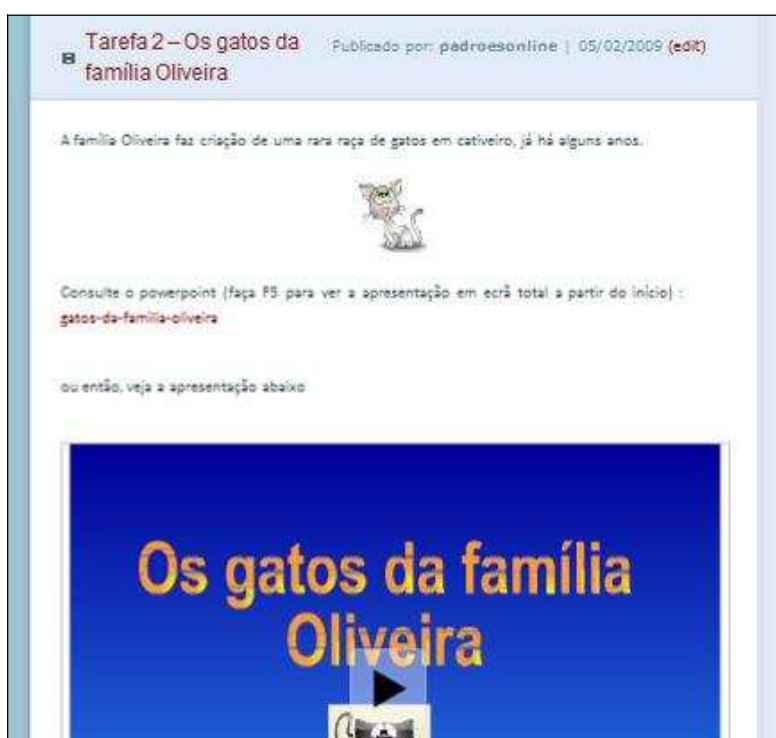 Tarefa 2 – Os gatos da
família Oliveira
Publicado por: padroesonline | 05/02/2009 (edit)
A família Oliveira faz criação de uma rara raça de gatos em cativeiro, já há alguns anos.
Consulte o powerpoint (faça F5 para ver a apresentação em ecrã total a partir do início) :
gatos-da-familia-oliveira
ou então, veja a apresentação abaixo
Os gatos da família
Oliveira